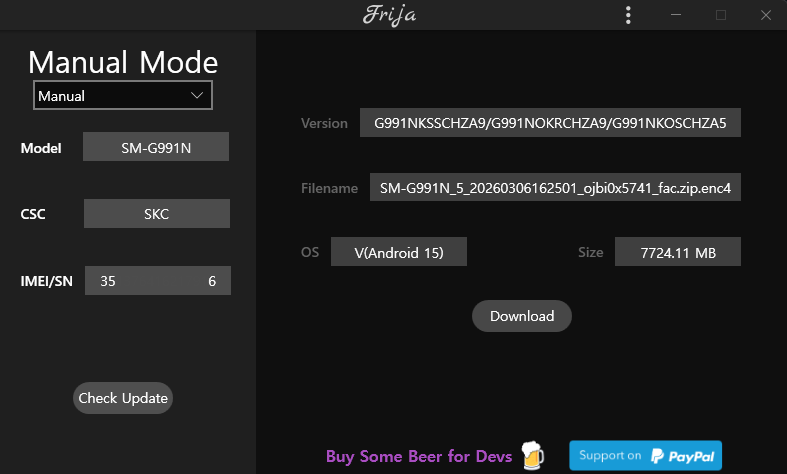 Frija
Manual Mode
Manual
Model SM-G991N
CSC SKC
IMEI/SN 35 6
Check Update
Version G991NKSSCHZA9/G991NOKRCHZA9/G991NKOSCHZA5
Filename SM-G991N_5_20260306162501_ojbi0x5741_fac.zip.enc4
OS V(Android 15) Size 7724.11 MB
Download
Buy Some Beer for Devs Support on PayPal